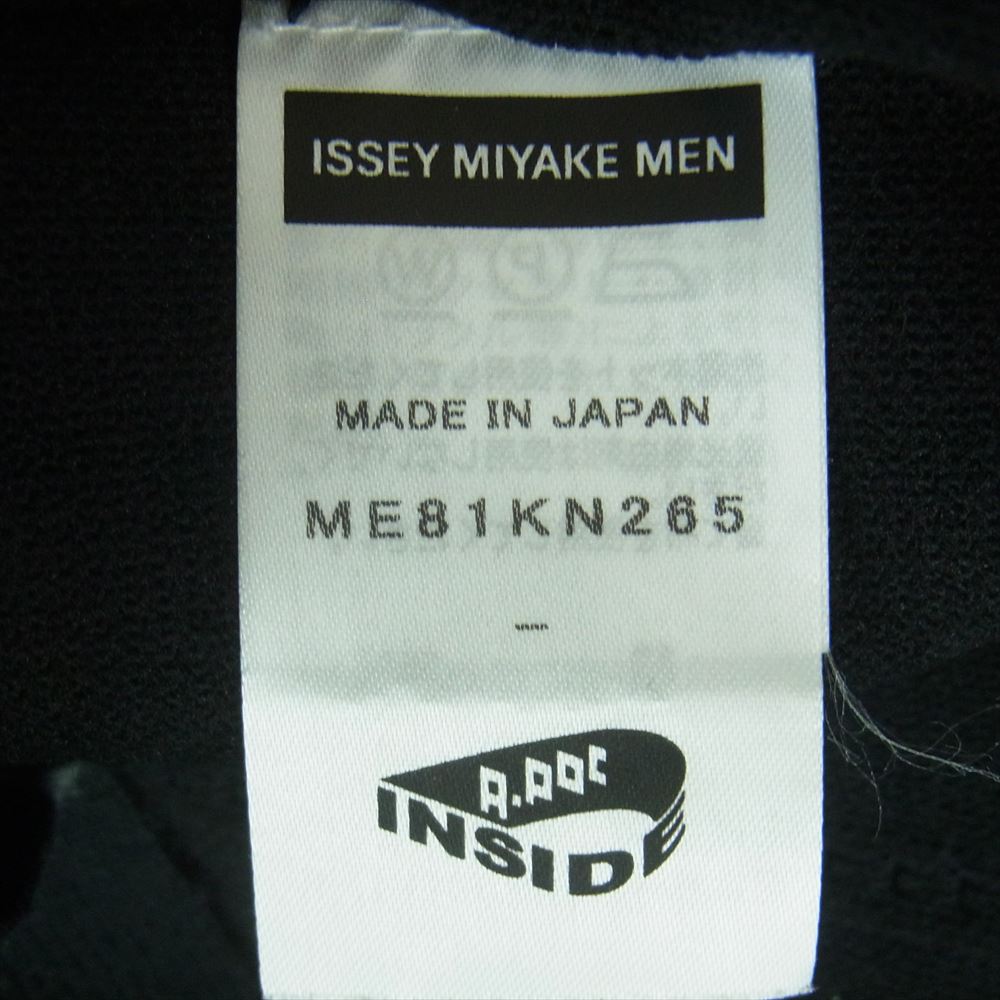 ISSEY MIYAKE MEN
MADE IN JAPAN
ME81KN265
A.POC
INSIDE